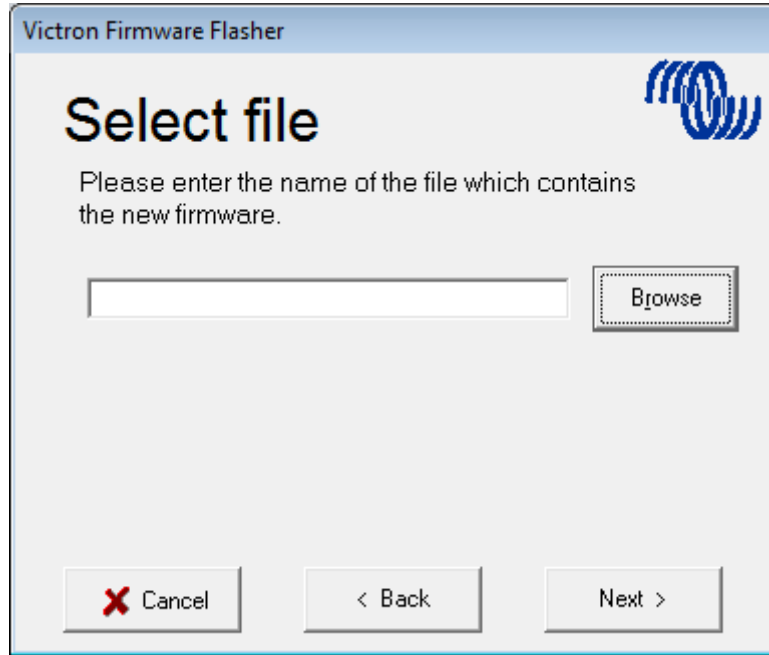 Victron Firmware Flasher
Select file
Please enter the name of the file which contains
the new firmware.
Browse
Cancel
< Back
Next >